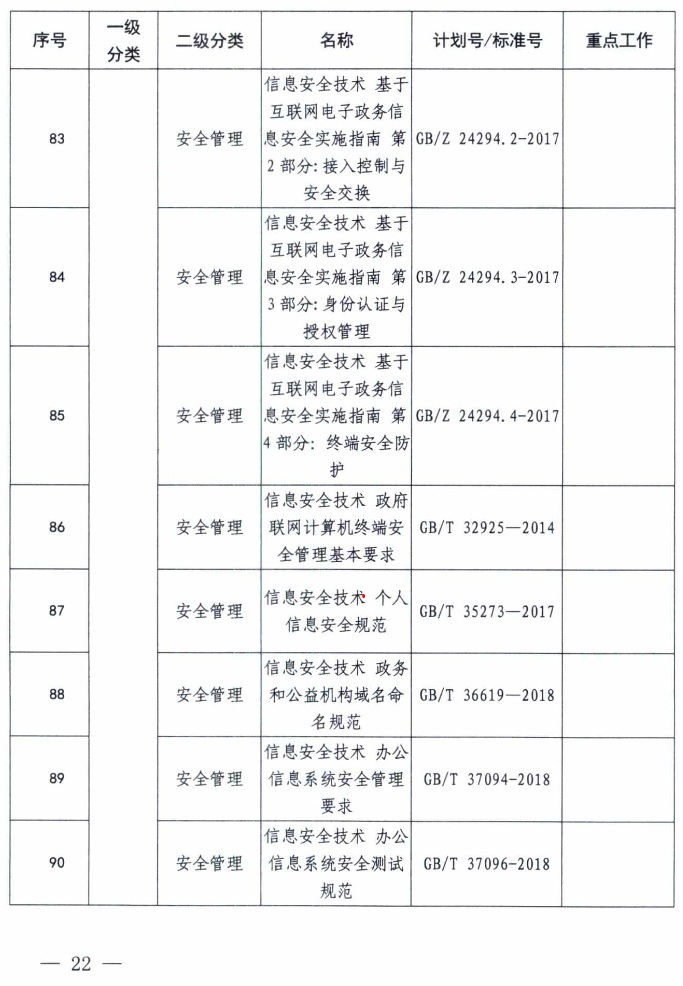 序号
一级
分类
二级分类
名称
计划号/标准号
重点工作
83
安全管理
信息安全技术 基于
互联网电子政务信
息安全实施指南 第
2部分:接入控制与
安全交换
GB/Z 24294.2-2017
84
安全管理
信息安全技术 基于
互联网电子政务信
息安全实施指南 第
3部分:身份认证与
授权管理
GB/Z 24294.3-2017
85
安全管理
信息安全技术 基于
互联网电子政务信
息安全实施指南 第
4部分: 终端安全防
护
GB/Z 24294.4-2017
86
安全管理
信息安全技术 政府
联网计算机终端安
全管理基本要求
GB/T 32925—2014
87
安全管理
信息安全技术 个人
信息安全规范
GB/T 35273—2017
88
安全管理
信息安全技术 政务
和公益机构域名命
名规范
GB/T 36619—2018
89
安全管理
信息安全技术 办公
信息系统安全管理
要求
GB/T 37094-2018
90
安全管理
信息安全技术 办公
信息系统安全测试
规范
GB/T 37096-2018
— 22 —